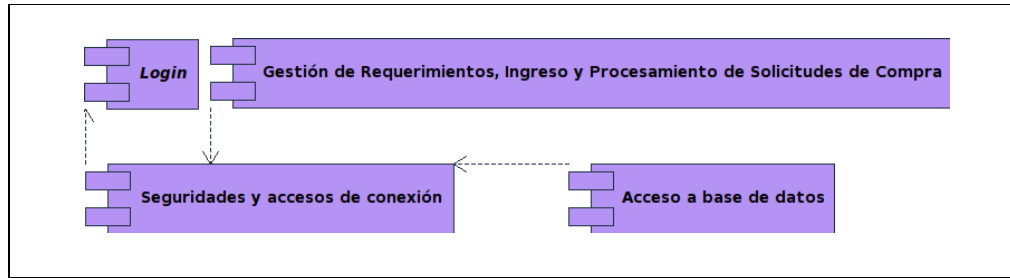 Login
Gestión de Requerimientos, Ingreso y Procesamiento de Solicitudes de Compra
Seguridades y accesos de conexión
Acceso a base de datos